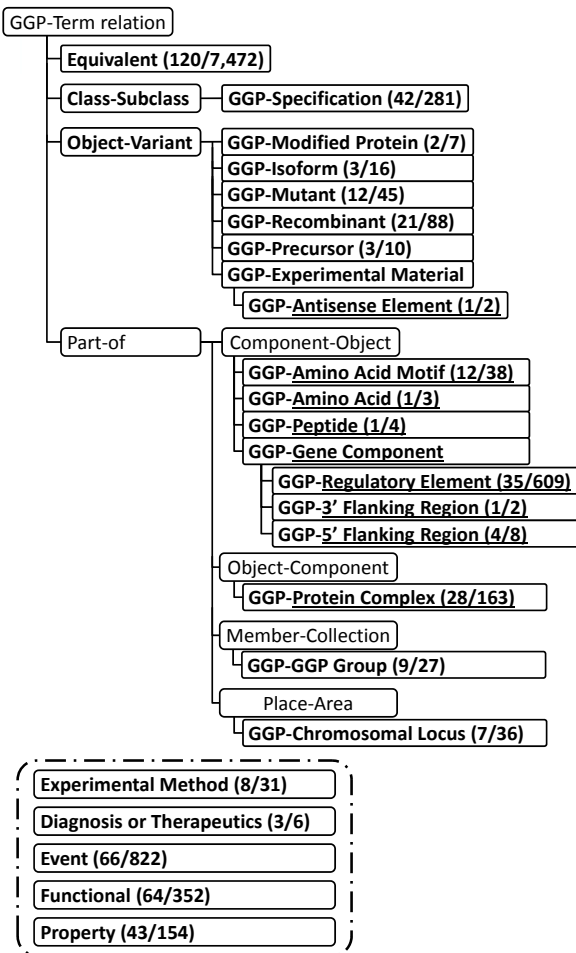 GGP-Term relation
Equivalent (120/7,472)
Class-Subclass
GGP-Specification (42/281)
Object-Variant
GGP-Modified Protein (2/7)
GGP-Isoform (3/16)
GGP-Mutant (12/45)
GGP-Recombinant (21/88)
GGP-Precursor (3/10)
GGP-Experimental Material
GGP-Antisense Element (1/2)
Part-of
Component-Object
GGP-Amino Acid Motif (12/38)
GGP-Amino Acid (1/3)
GGP-Peptide (1/4)
GGP-Gene Component
GGP-Regulatory Element (35/609)
GGP-3' Flanking Region (1/2)
GGP-5' Flanking Region (4/8)
Object-Component
GGP-Protein Complex (28/163)
Member-Collection
GGP-GGP Group (9/27)
Place-Area
GGP-Chromosomal Locus (7/36)
Experimental Method (8/31)
Diagnosis or Therapeutics (3/6)
Event (66/822)
Functional (64/352)
Property (43/154)